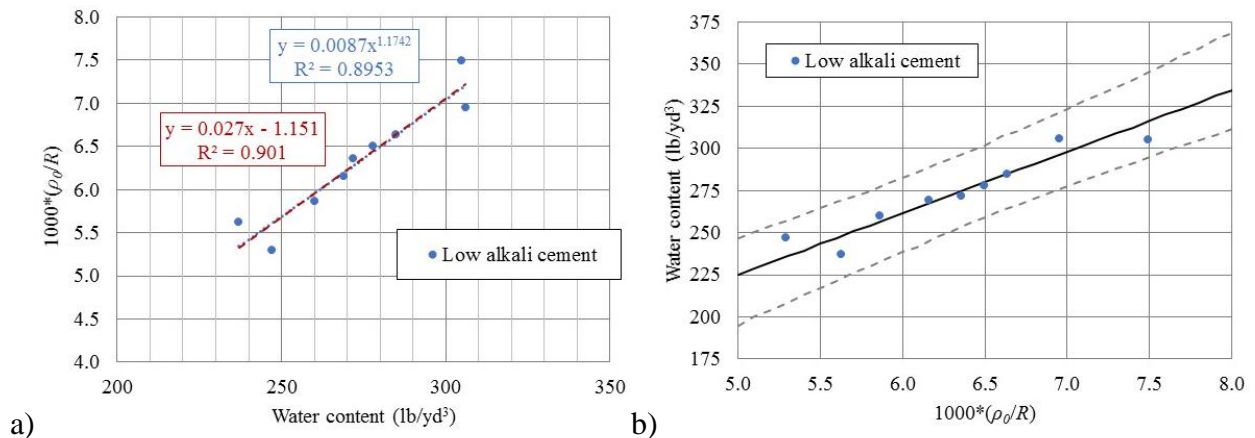 8.0
7.5
7.0
6.5
6.0
5.5
5.0
4.5
4.0
1000*(ρ₀/R)
y = 0.0087x^1.1742
R² = 0.8953
y = 0.027x - 1.151
R² = 0.901
Low alkali cement
200 250 300 350
Water content (lb/yd³)
a)
375
350
325
300
275
250
225
200
175
Water content (lb/yd³)
Low alkali cement
5.0 5.5 6.0 6.5 7.0 7.5 8.0
1000*(ρ₀/R)
b)